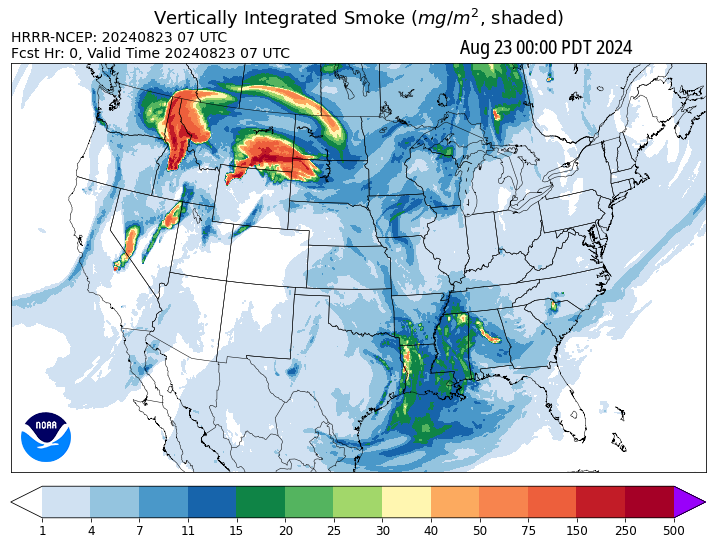 Vertically Integrated Smoke (mg/m², shaded)
HRRR-NCEP: 20240823 07 UTC
Fcst Hr: 0, Valid Time 20240823 07 UTC
Aug 23 00:00 PDT 2024
NOAA
1 4 7 11 15 20 25 30 40 50 75 150 250 500